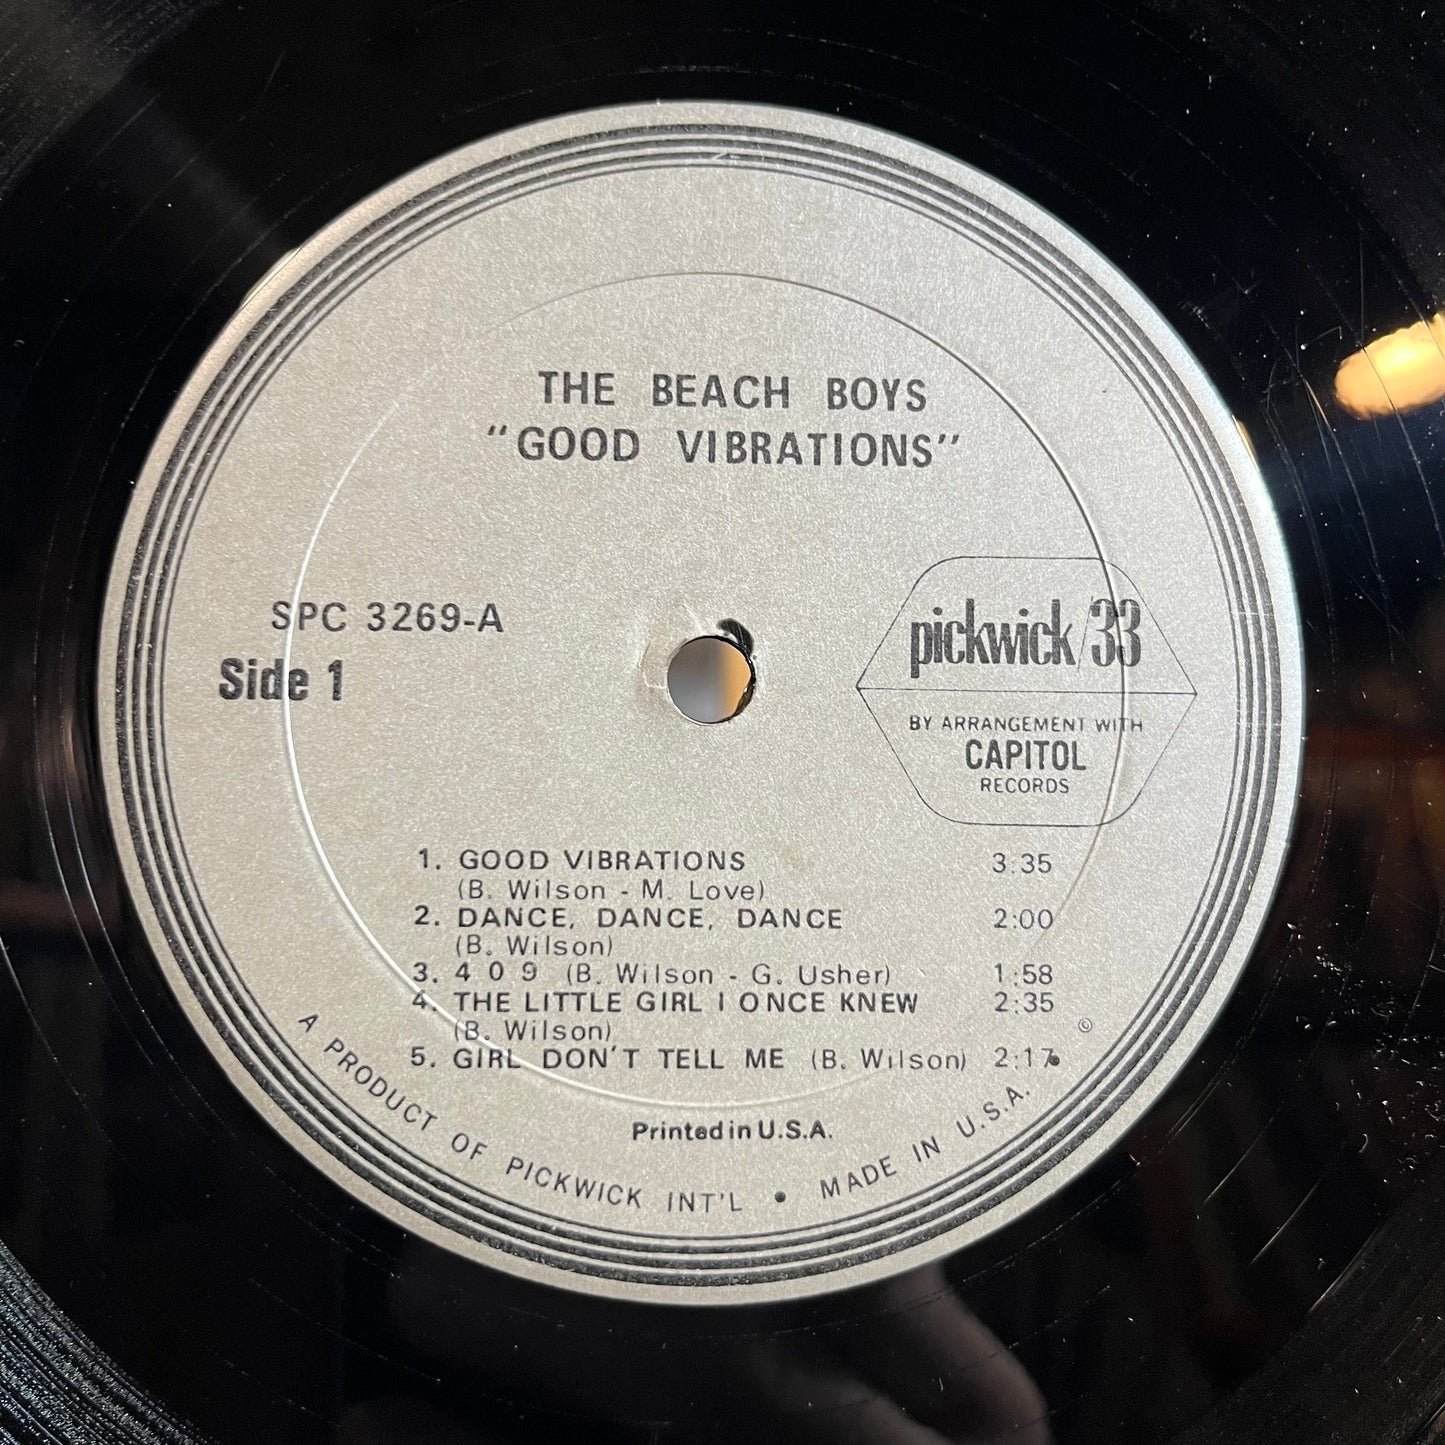 THE BEACH BOYS
"GOOD VIBRATIONS"
SPC 3269-A
Side 1
pickwick/33
BY ARRANGEMENT WITH
CAPITOL
RECORDS
1. GOOD VIBRATIONS 3:35
(B. Wilson - M. Love)
2. DANCE, DANCE, DANCE 2:00
(B. Wilson)
3. 4 0 9 (B. Wilson - G. Usher) 1:58
4. THE LITTLE GIRL I ONCE KNEW 2:35
(B. Wilson)
5. GIRL DON'T TELL ME (B. Wilson) 2:17
©
Printed in U.S.A.
A PRODUCT OF PICKWICK INT'L • MADE IN U.S.A.